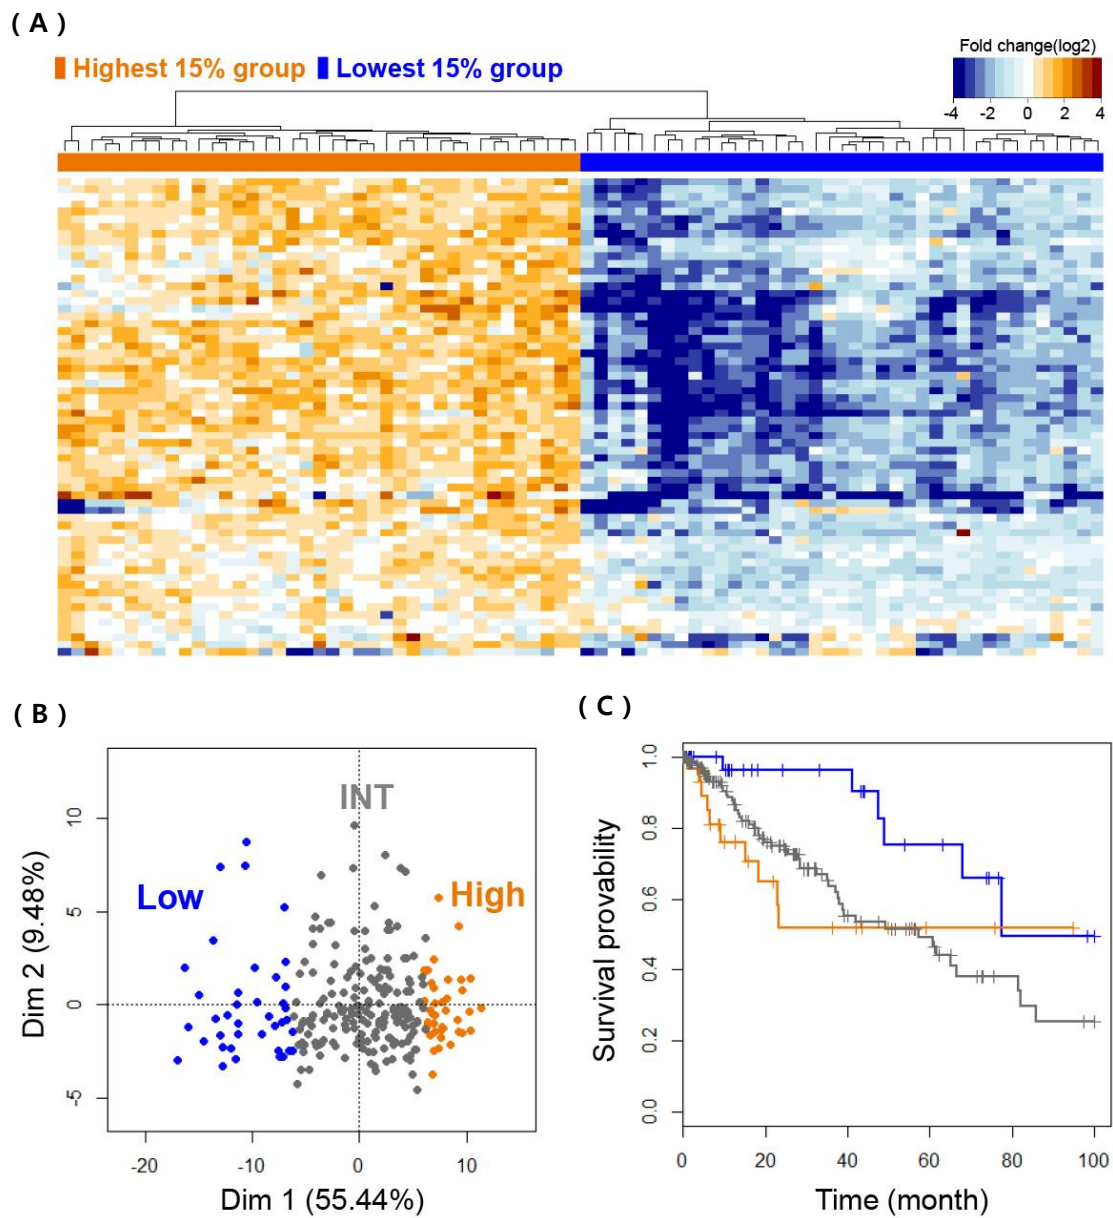 ( A )
Highest 15% group Lowest 15% group
Fold change(log2)
-4 -2 0 2 4
( B )
INT
Low
High
10
5
0
-5
-20 -10 0 10
Dim 2 (9.48%)
Dim 1 (55.44%)
( C )
1.0
0.8
0.6
0.4
0.2
0.0
0 20 40 60 80 100
Survival provability
Time (month)